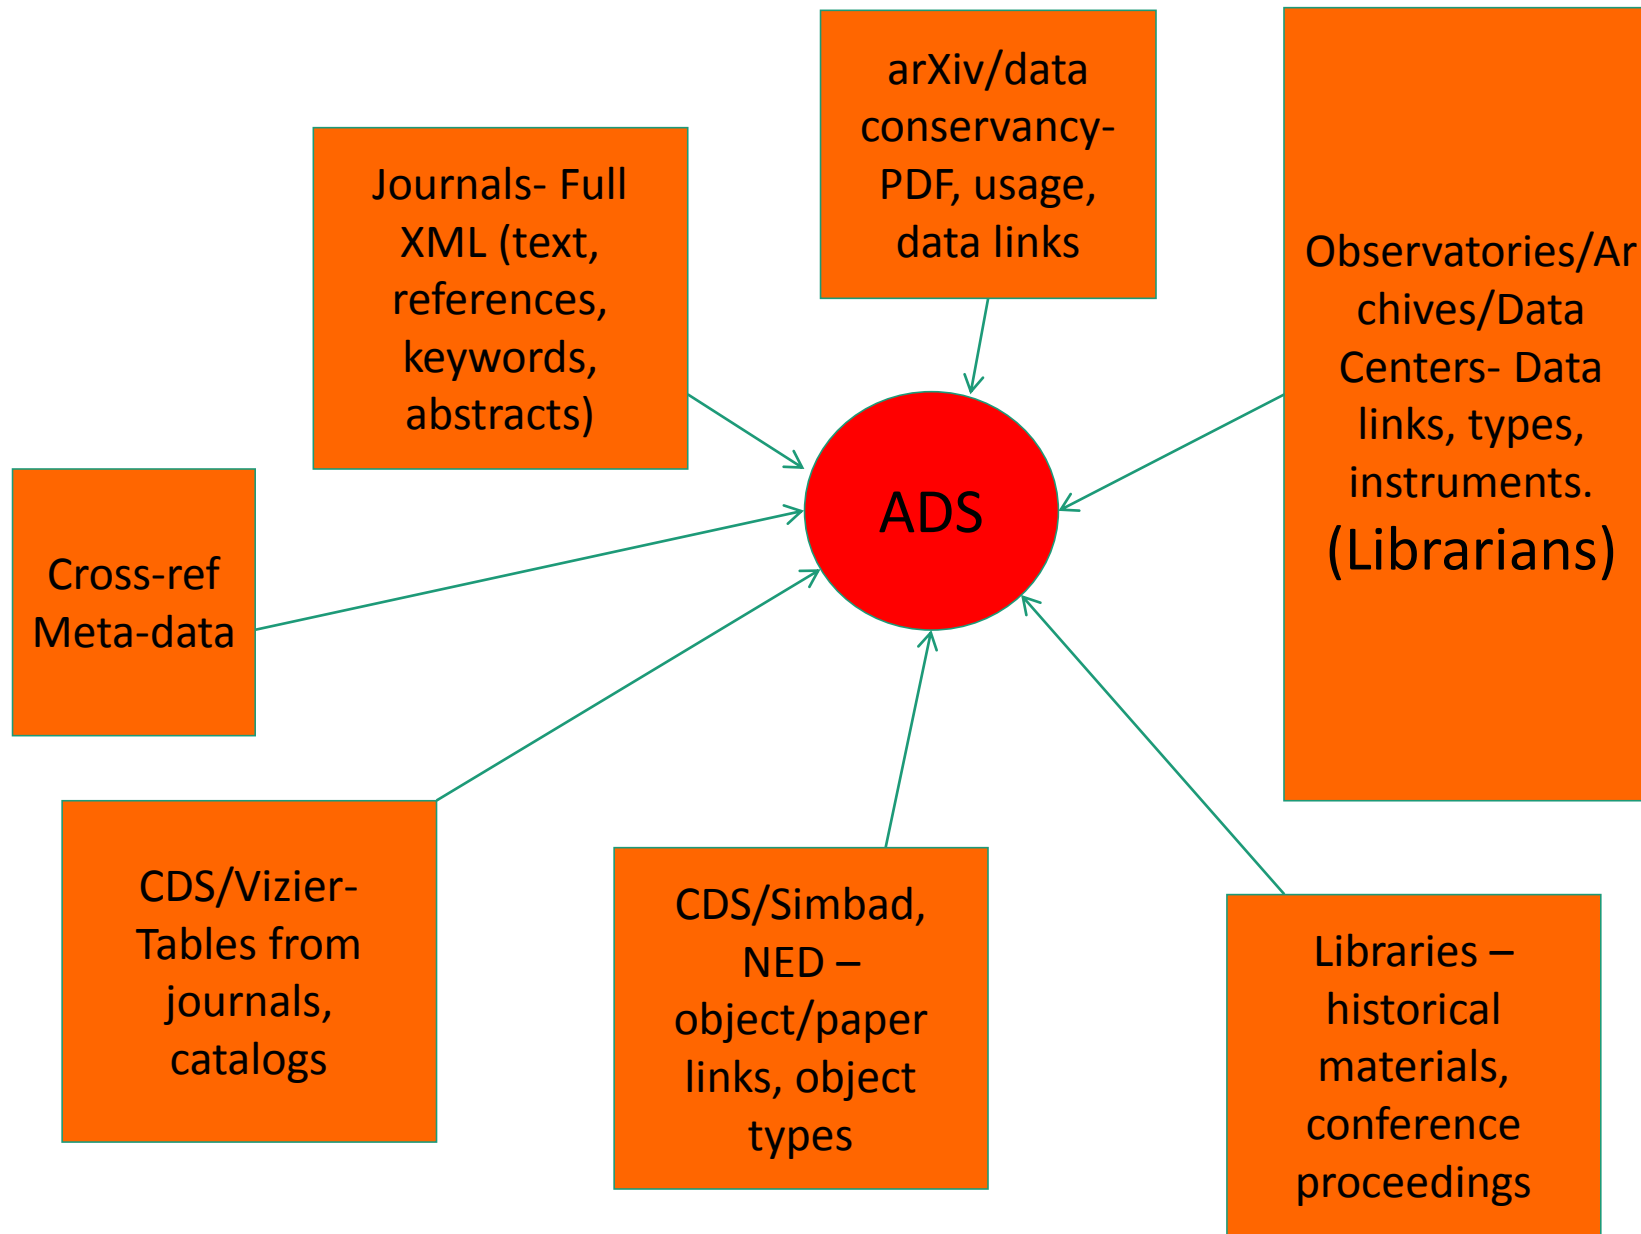 arXiv/data
conservancy-
PDF, usage,
data links
Journals- Full
XML (text,
references,
keywords,
abstracts)
Observatories/Ar
chives/Data
Centers- Data
links, types,
instruments.
(Librarians)
ADS
Cross-ref
Meta-data
CDS/Vizier-
Tables from
journals,
catalogs
CDS/Simbad,
NED –
object/paper
links, object
types
Libraries –
historical
materials,
conference
proceedings